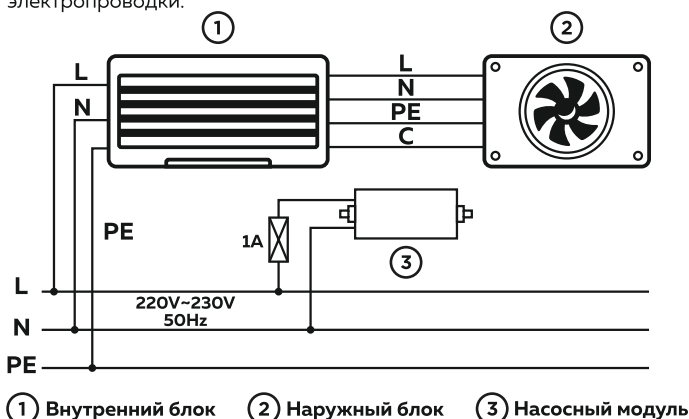 электропроводки.
1 2
L L
N N
PE
C
PE
1A
3
L
220V~230V
N 50Hz
PE
1 Внутренний блок 2 Наружный блок 3 Насосный модуль